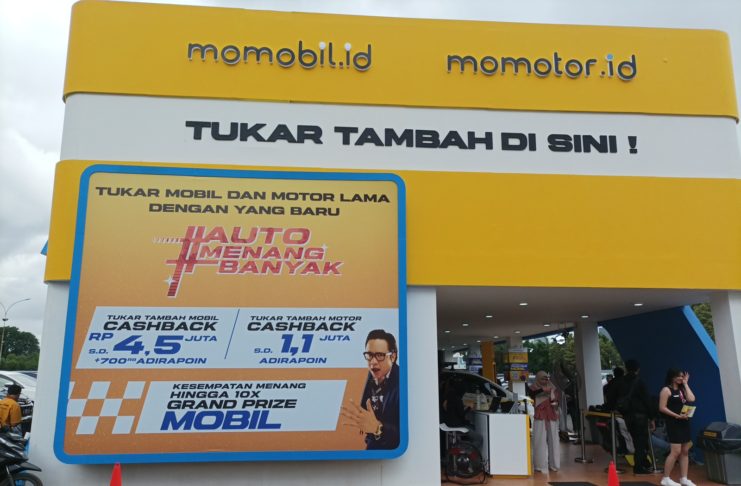 momobil.id
momotor.id
TUKAR TAMBAH DI SINI !
TUKAR MOBIL DAN MOTOR LAMA
DENGAN YANG BARU
#AUTO
MENANG
BANYAK
TUKAR TAMBAH MOBIL
CASHBACK
RP
S.D. 4,5 JUTA
+700RB ADIRAPOIN
TUKAR TAMBAH MOTOR
CASHBACK
S.D. 1,1 JUTA
ADIRAPOIN
KESEMPATAN MENANG
HINGGA 10X
GRAND PRIZE
MOBIL